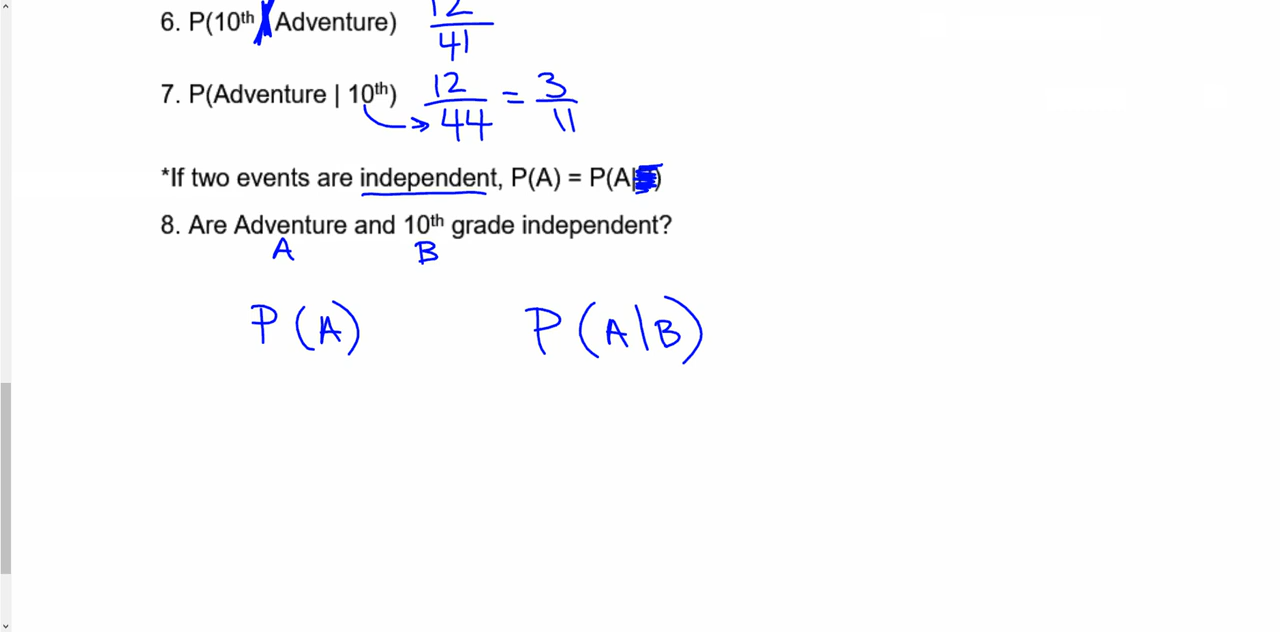 6. P(10th | Adventure) 12/41
7. P(Adventure | 10th) 12/44 = 3/11
*If two events are independent, P(A) = P(A| )
8. Are Adventure and 10th grade independent?
A B
P(A) P(A|B)